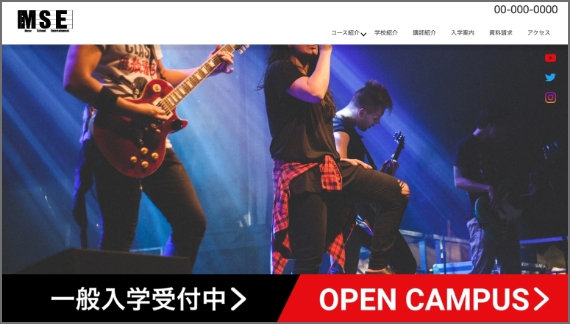 MSE
Music School Entertainment
00-000-0000
コース紹介 学校紹介 講師紹介 入学案内 資料請求 アクセス
一般入学受付中
OPEN CAMPUS